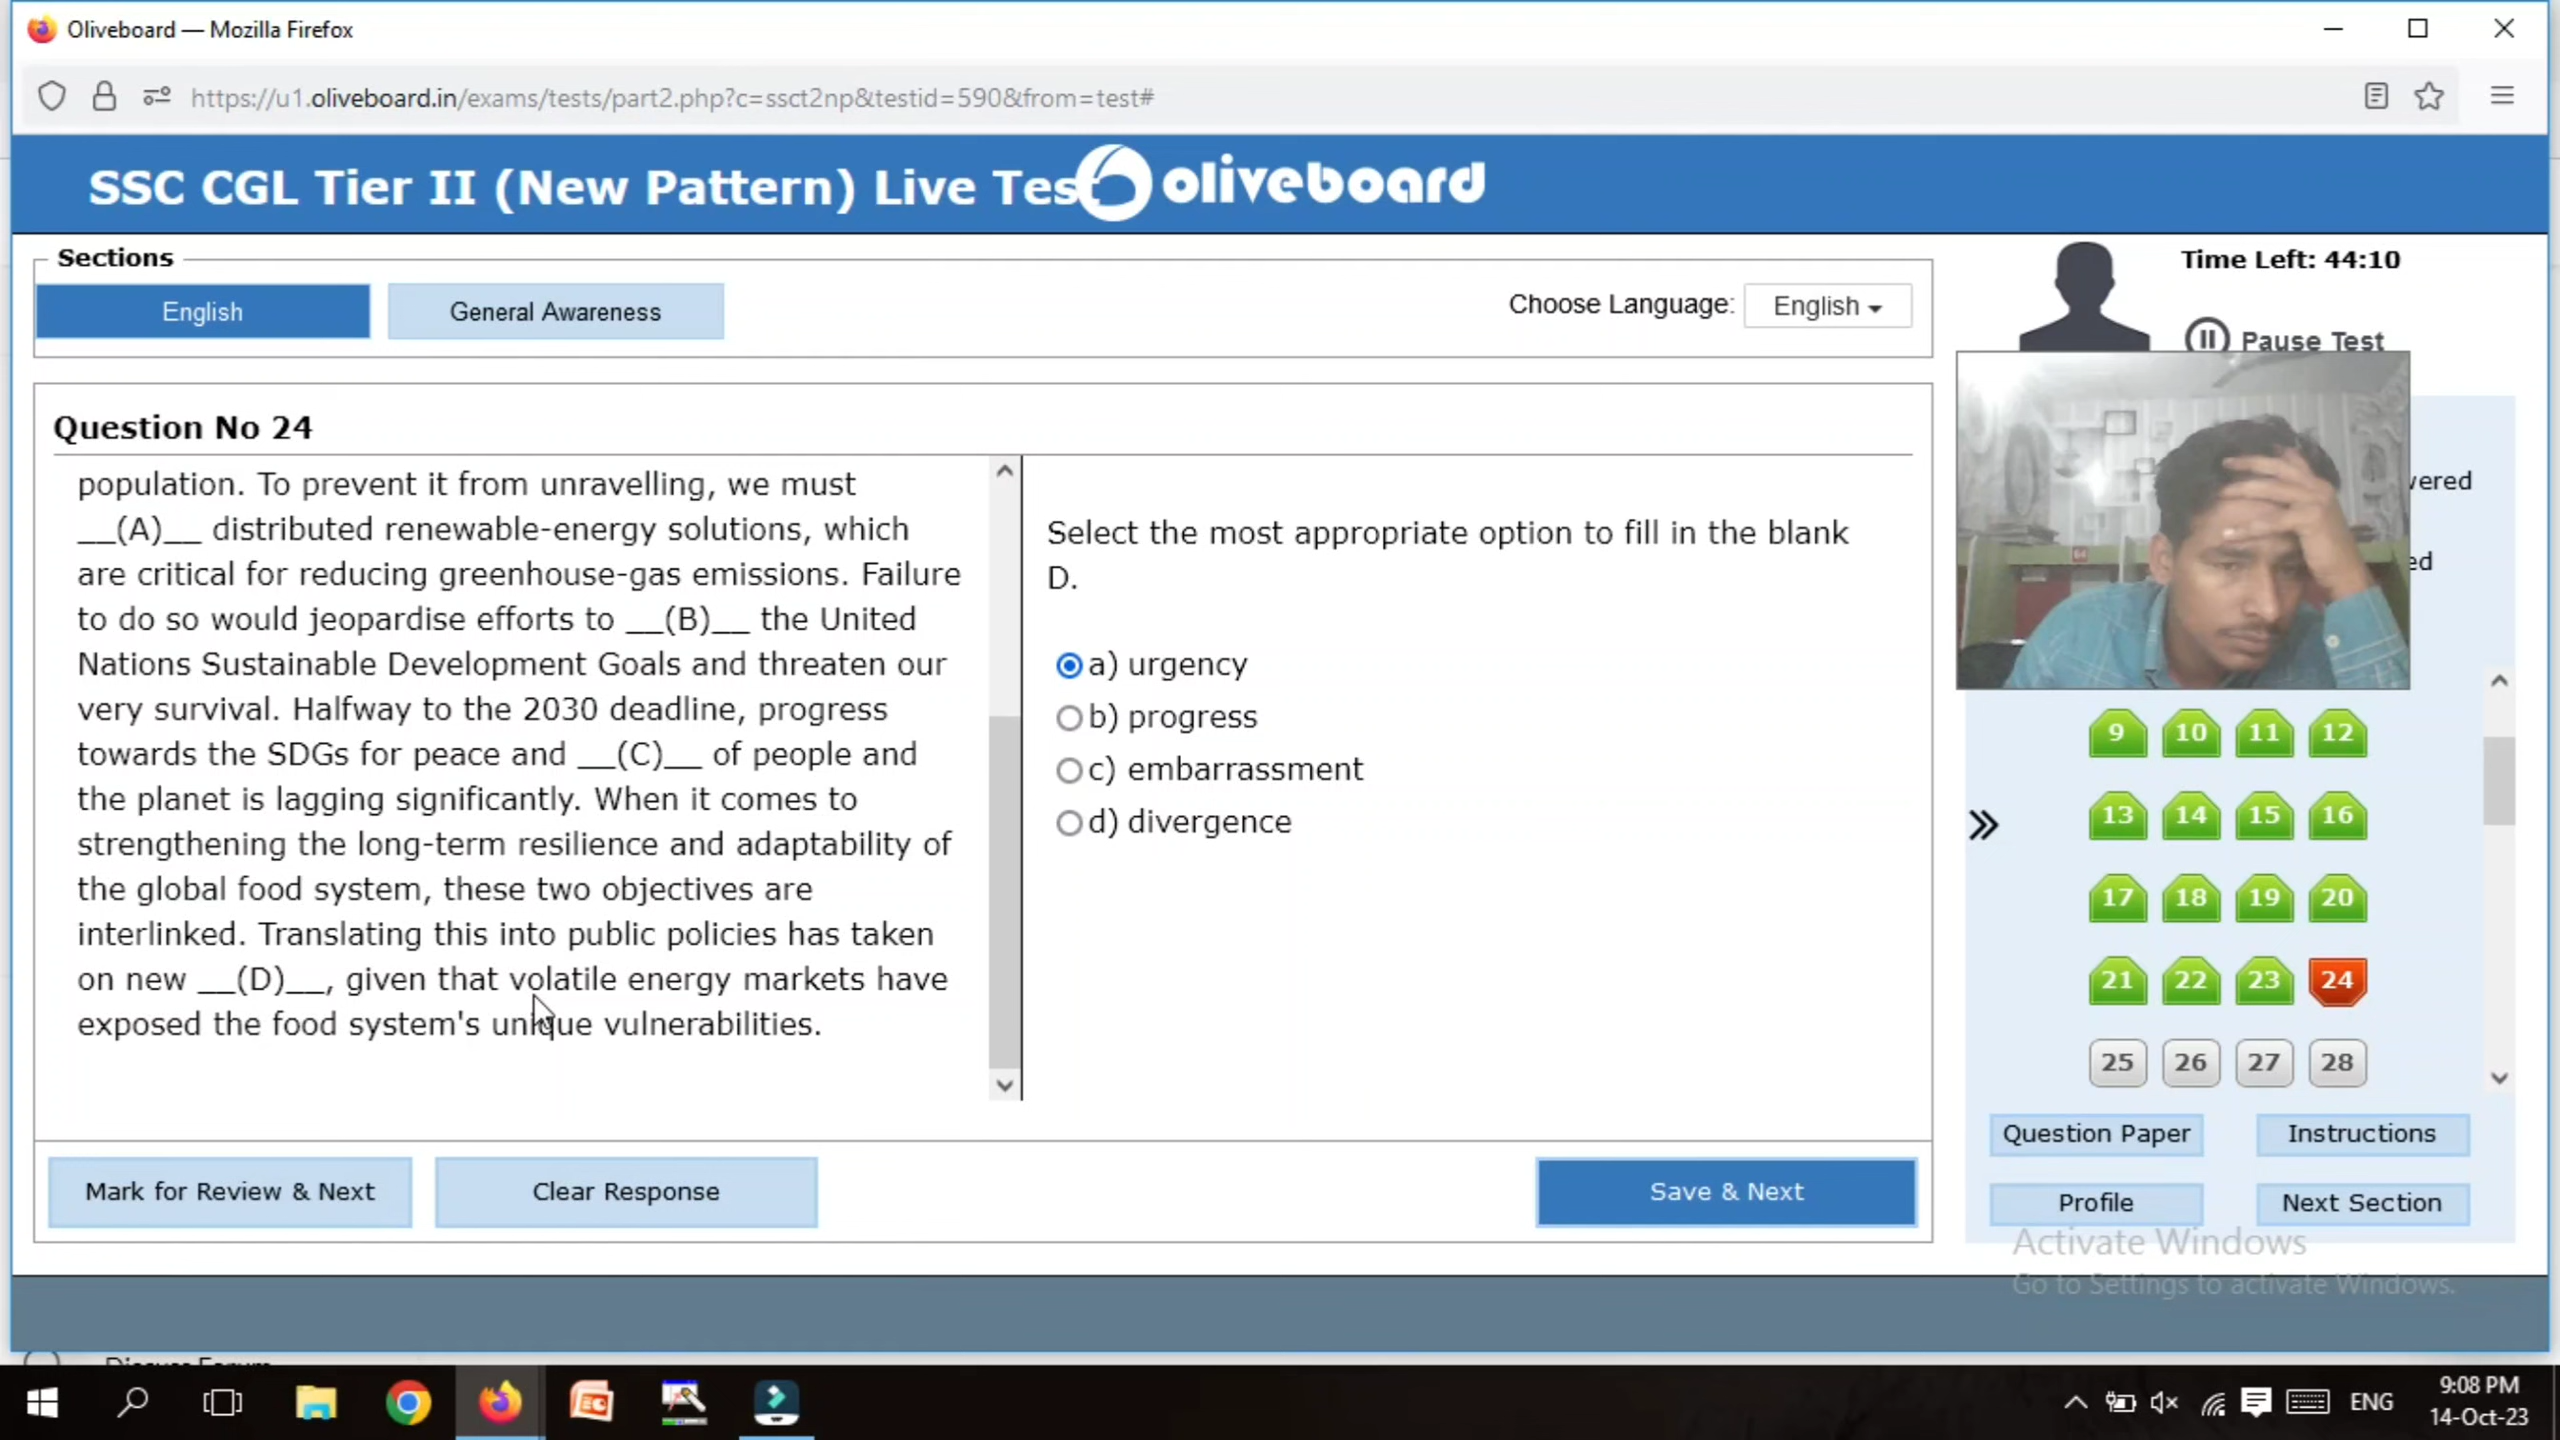 Oliveboard — Mozilla Firefox
https://u1.oliveboard.in/exams/tests/part2.php?c=ssct2np&testid=590&from=test#
SSC CGL Tier II (New Pattern) Live Tes
oliveboard
Sections
English
General Awareness
Choose Language:
English
Time Left: 44:10
Pause Test
Question No 24
population. To prevent it from unravelling, we must
__(A)__ distributed renewable-energy solutions, which
are critical for reducing greenhouse-gas emissions. Failure
to do so would jeopardise efforts to __(B)__ the United
Nations Sustainable Development Goals and threaten our
very survival. Halfway to the 2030 deadline, progress
towards the SDGs for peace and __(C)__ of people and
the planet is lagging significantly. When it comes to
strengthening the long-term resilience and adaptability of
the global food system, these two objectives are
interlinked. Translating this into public policies has taken
on new __(D)__, given that volatile energy markets have
exposed the food system's unique vulnerabilities.
Select the most appropriate option to fill in the blank
D.
a) urgency
b) progress
c) embarrassment
d) divergence
wered
ed
9 10 11 12
13 14 15 16
17 18 19 20
21 22 23 24
25 26 27 28
Question Paper
Instructions
Profile
Next Section
Mark for Review & Next
Clear Response
Save & Next
Activate Windows
Go to Settings to activate Windows.
Discuss Forum
ENG
9:08 PM
14-Oct-23